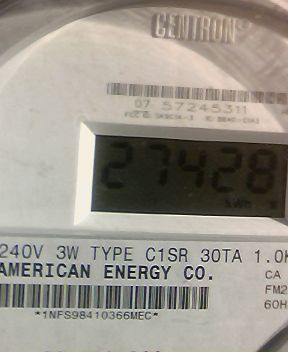 CENTRON
07 57245311
27428
kWh
240V 3W TYPE C1SR 30TA 1.0K
AMERICAN ENERGY CO.
CA
FM2
60H
*1NFS98410366MEC*